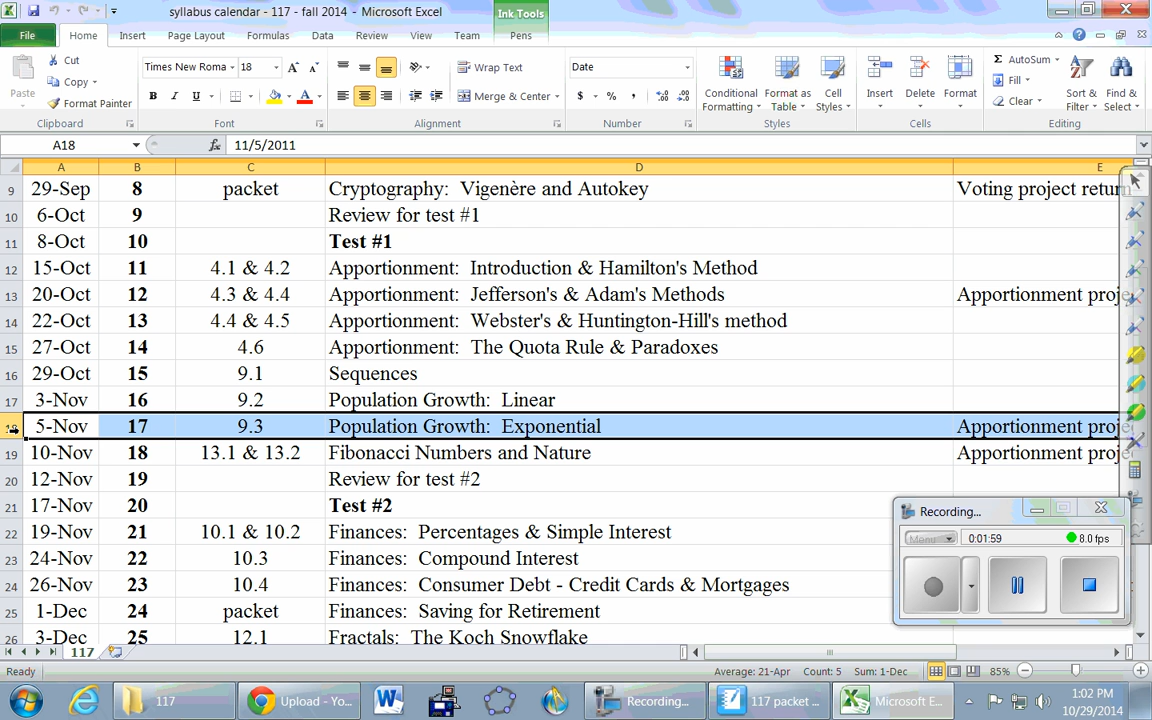 syllabus calendar - 117 - fall 2014 - Microsoft Excel
Ink Tools
File Home Insert Page Layout Formulas Data Review View Team Pens
Paste Cut Copy Format Painter
Times New Roma 18 A A
B I U A
Wrap Text Merge & Center
Date $ % ,
Conditional Formatting Format as Table Cell Styles
Insert Delete Format
AutoSum Fill Clear Sort & Filter Find & Select
Clipboard Font Alignment Number Styles Cells Editing
A18 fx 11/5/2011
A B C D E
9 29-Sep 8 packet Cryptography: Vigenère and Autokey Voting project return
10 6-Oct 9 Review for test #1
11 8-Oct 10 Test #1
12 15-Oct 11 4.1 & 4.2 Apportionment: Introduction & Hamilton's Method
13 20-Oct 12 4.3 & 4.4 Apportionment: Jefferson's & Adam's Methods Apportionment proje
14 22-Oct 13 4.4 & 4.5 Apportionment: Webster's & Huntington-Hill's method
15 27-Oct 14 4.6 Apportionment: The Quota Rule & Paradoxes
16 29-Oct 15 9.1 Sequences
17 3-Nov 16 9.2 Population Growth: Linear
5-Nov 17 9.3 Population Growth: Exponential Apportionment proje
19 10-Nov 18 13.1 & 13.2 Fibonacci Numbers and Nature Apportionment proje
20 12-Nov 19 Review for test #2
21 17-Nov 20 Test #2
22 19-Nov 21 10.1 & 10.2 Finances: Percentages & Simple Interest
23 24-Nov 22 10.3 Finances: Compound Interest
24 26-Nov 23 10.4 Finances: Consumer Debt - Credit Cards & Mortgages
25 1-Dec 24 packet Finances: Saving for Retirement
26 3-Dec 25 12.1 Fractals: The Koch Snowflake
Recording...
Menu 0:01:59 8.0 fps
117
Ready Average: 21-Apr Count: 5 Sum: 1-Dec 85%
117 Upload - Yo... Recording... 117 packet ... Microsoft E...
1:02 PM
10/29/2014